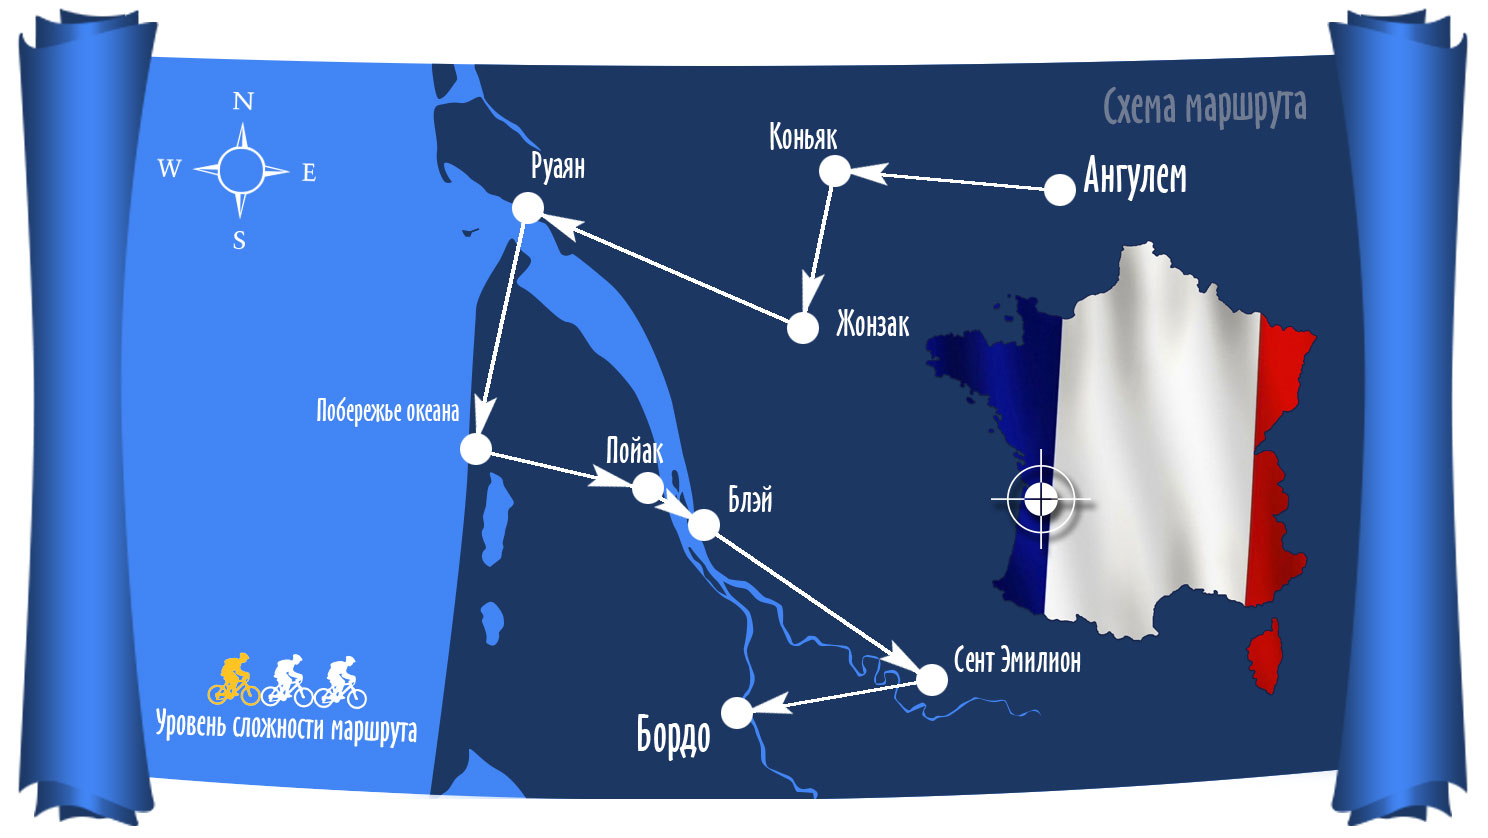 Схема маршрута
N
W
E
S
Коньяк
Ангулем
Руаян
Жонзак
Побережье океана
Пойак
Блэй
Сент Эмилион
Бордо
Уровень сложности маршрута